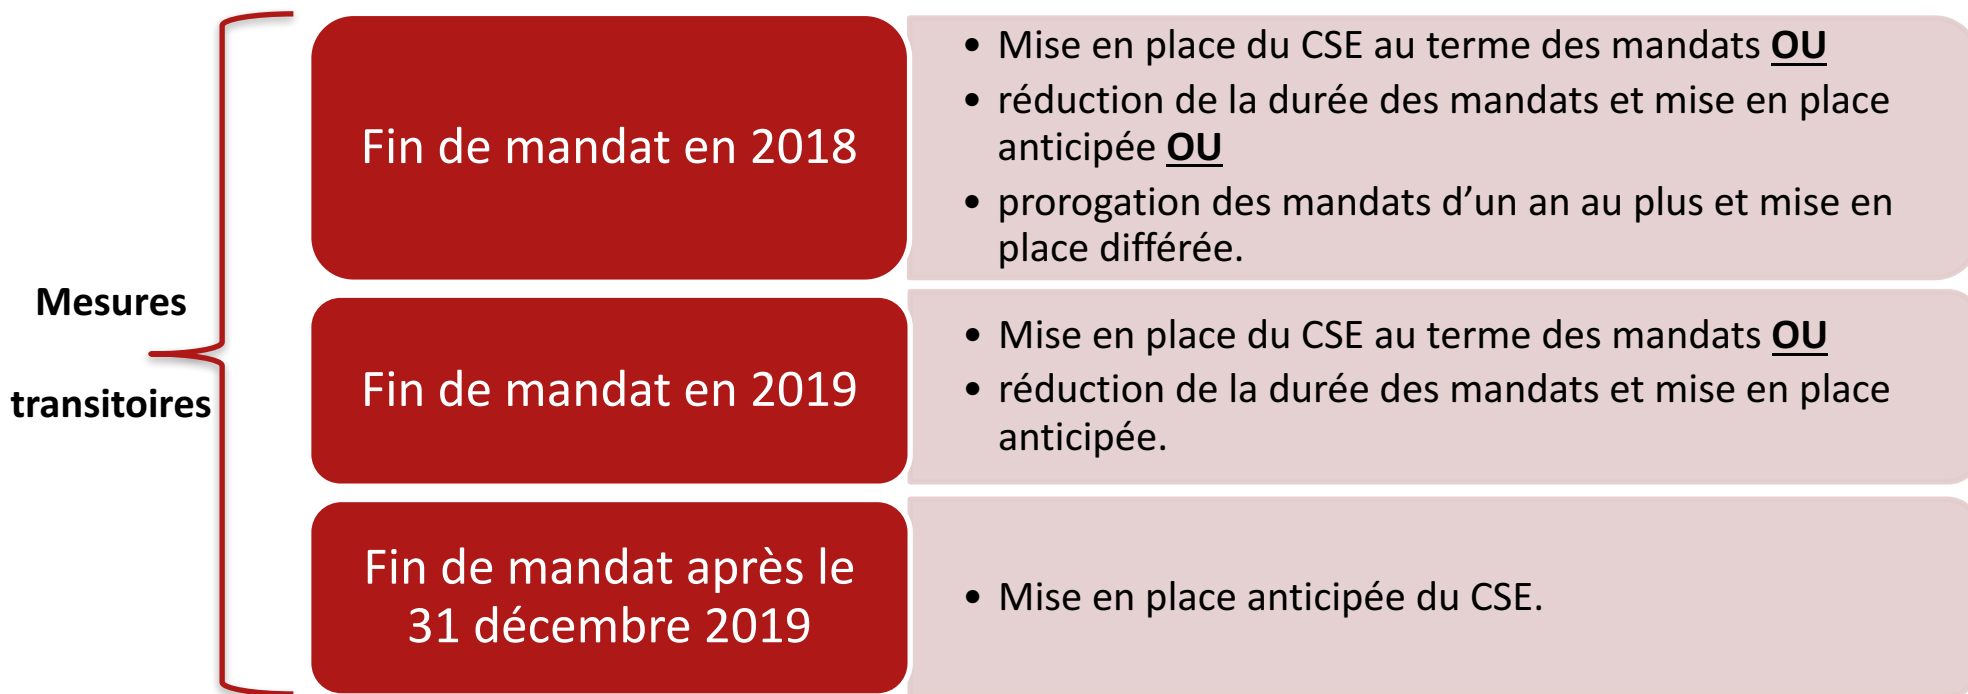 Mesures
transitoires
Fin de mandat en 2018
• Mise en place du CSE au terme des mandats OU
• réduction de la durée des mandats et mise en place
anticipée OU
• prorogation des mandats d’un an au plus et mise en
place différée.
Fin de mandat en 2019
• Mise en place du CSE au terme des mandats OU
• réduction de la durée des mandats et mise en place
anticipée.
Fin de mandat après le
31 décembre 2019
• Mise en place anticipée du CSE.